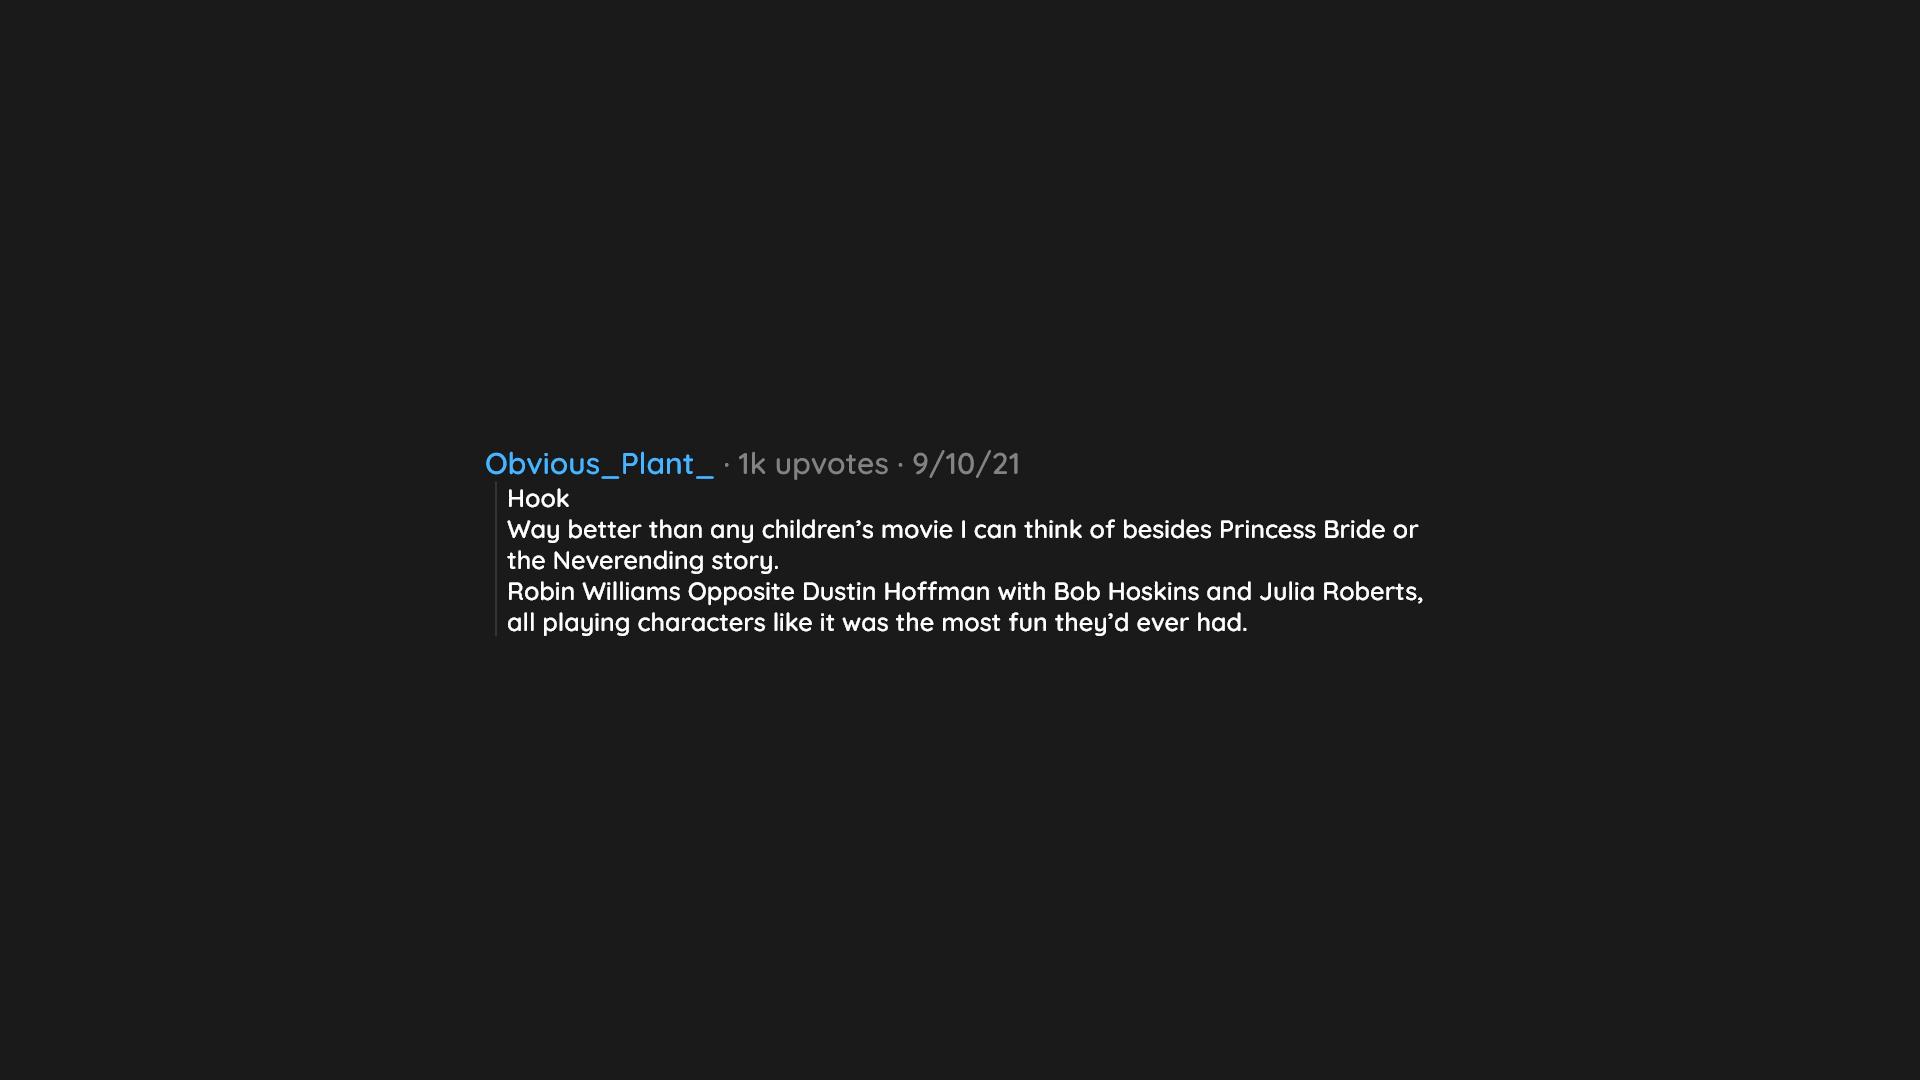 Obvious_Plant_ · 1k upvotes · 9/10/21
Hook
Way better than any children’s movie I can think of besides Princess Bride or
the Neverending story.
Robin Williams Opposite Dustin Hoffman with Bob Hoskins and Julia Roberts,
all playing characters like it was the most fun they’d ever had.